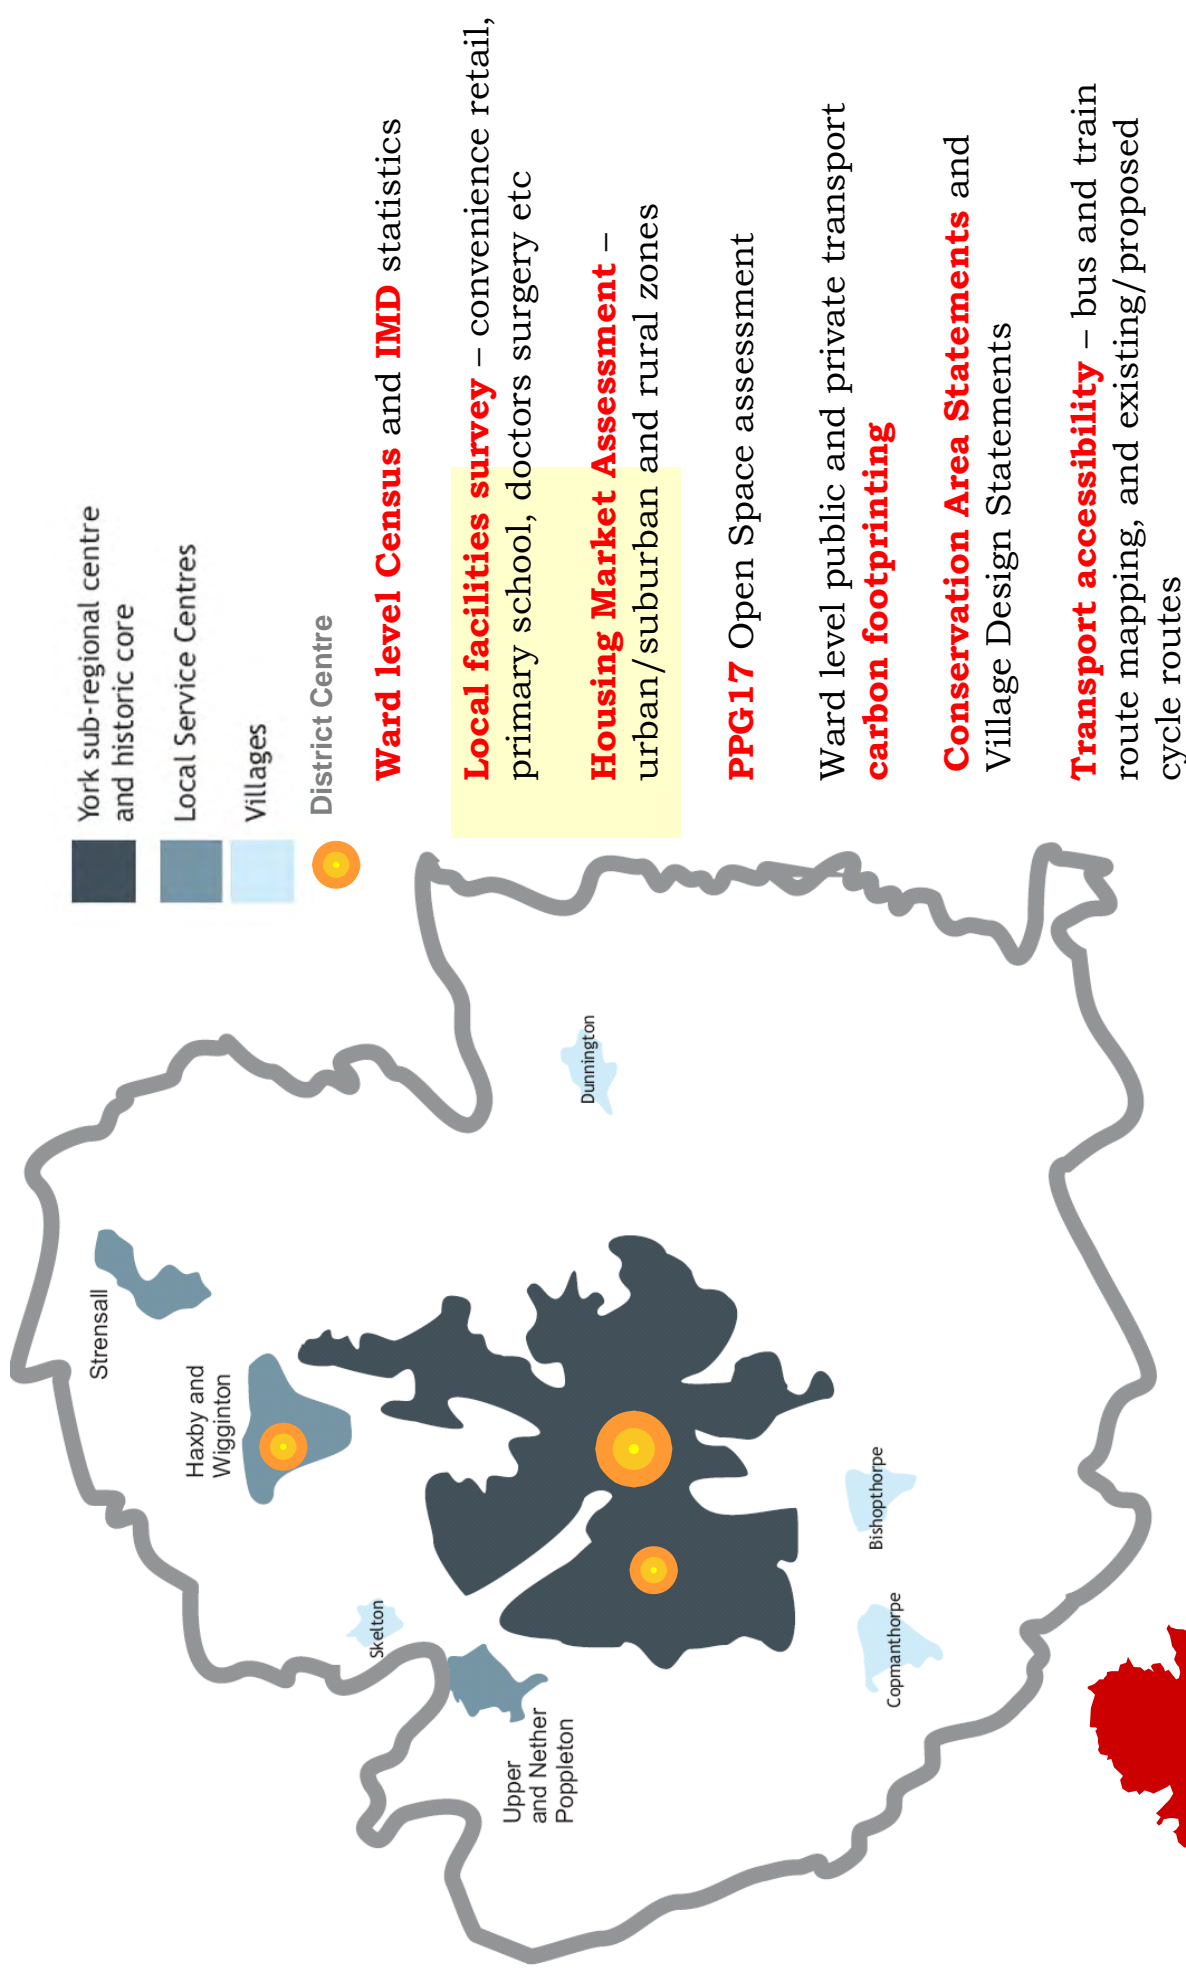 York sub-regional centre
and historic core
Local Service Centres
Villages
District Centre
Strensall
Haxby and
Wigginton
Skelton
Upper
and Nether
Poppleton
Dunnington
Bishopthorpe
Copmanthorpe
Ward level Census and IMD statistics
Local facilities survey – convenience retail,
primary school, doctors surgery etc
Housing Market Assessment –
urban/suburban and rural zones
PPG17 Open Space assessment
Ward level public and private transport
carbon footprinting
Conservation Area Statements and
Village Design Statements
Transport accessibility – bus and train
route mapping, and existing/proposed
cycle routes